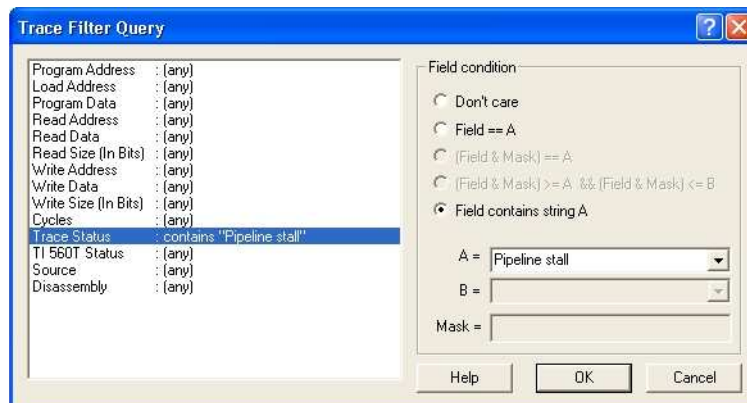 Trace Filter Query
Program Address : (any)
Load Address : (any)
Program Data : (any)
Read Address : (any)
Read Data : (any)
Read Size (In Bits) : (any)
Write Address : (any)
Write Data : (any)
Write Size (In Bits) : (any)
Cycles : (any)
Trace Status : contains "Pipeline stall"
TI 560T Status : (any)
Source : (any)
Disassembly : (any)
Field condition
Don't care
Field == A
(Field & Mask) == A
(Field & Mask) >= A && (Field & Mask) <= B
Field contains string A
A = Pipeline stall
B =
Mask =
Help OK Cancel